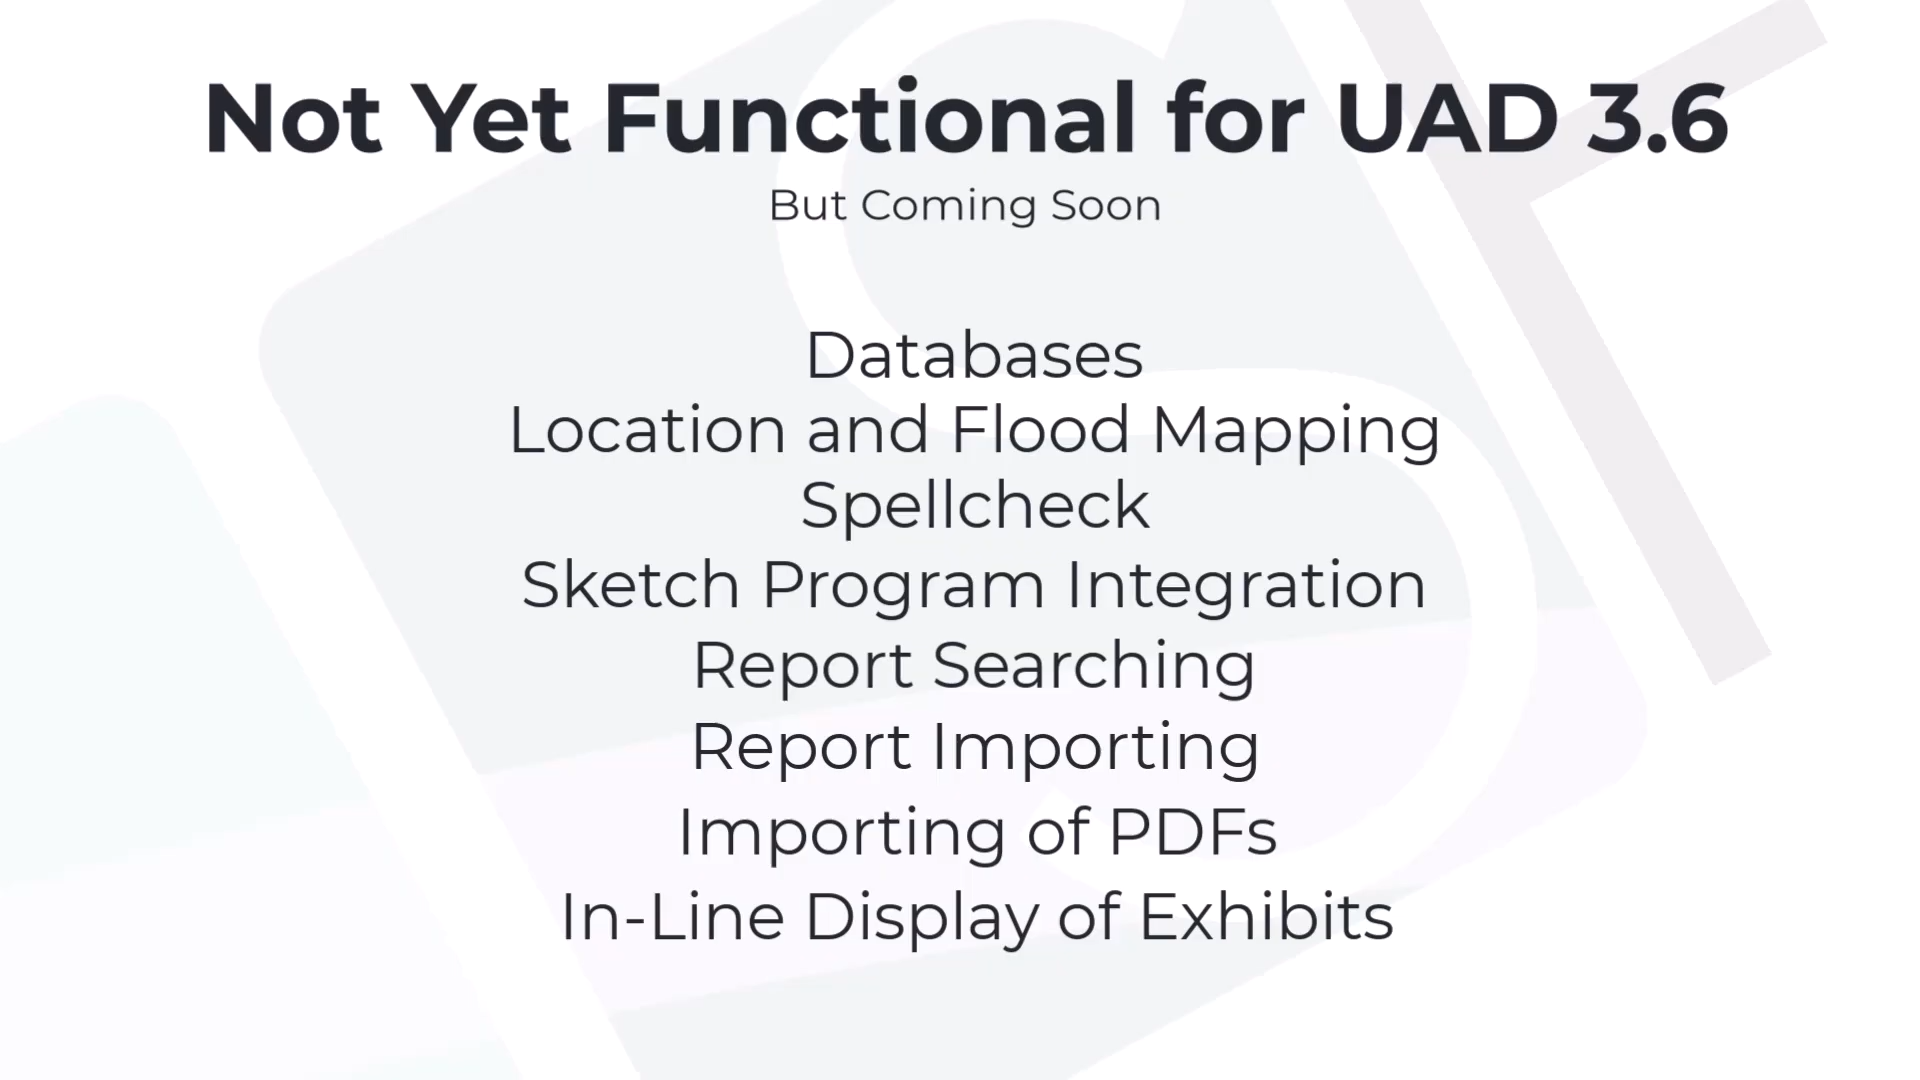 Not Yet Functional for UAD 3.6
But Coming Soon
Databases
Location and Flood Mapping
Spellcheck
Sketch Program Integration
Report Searching
Report Importing
Importing of PDFs
In-Line Display of Exhibits